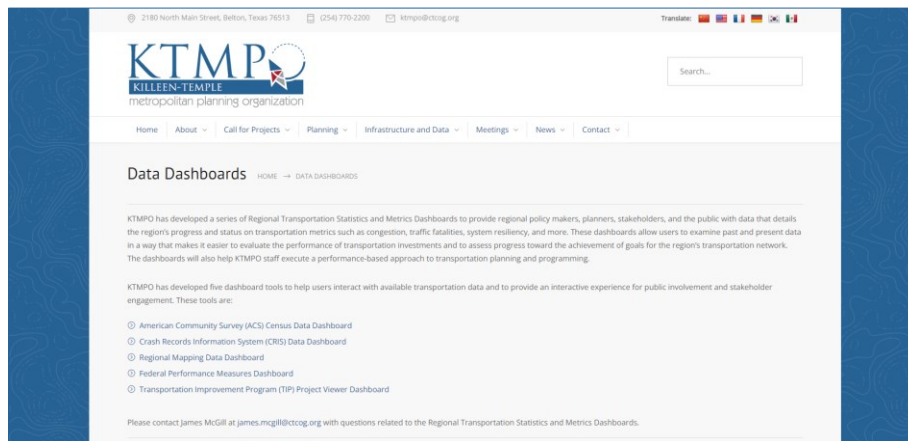 2180 North Main Street, Belton, Texas 76513 (254) 770-2200 ktmpo@ctcog.org Translate:
KTMPO
KILLEEN-TEMPLE
metropolitan planning organization
Search...
Home About Call for Projects Planning Infrastructure and Data Meetings News Contact
Data Dashboards HOME → DATA DASHBOARDS
KTMPO has developed a series of Regional Transportation Statistics and Metrics Dashboards to provide regional policy makers, planners, stakeholders, and the public with data that details
the region's progress and status on transportation metrics such as congestion, traffic fatalities, system resiliency, and more. These dashboards allow users to examine past and present data
in a way that makes it easier to evaluate the performance of transportation investments and to assess progress toward the achievement of goals for the region's transportation network.
The dashboards will also help KTMPO staff execute a performance-based approach to transportation planning and programming.
KTMPO has developed five dashboard tools to help users interact with available transportation data and to provide an interactive experience for public involvement and stakeholder
engagement. These tools are:
American Community Survey (ACS) Census Data Dashboard
Crash Records Information System (CRIS) Data Dashboard
Regional Mapping Data Dashboard
Federal Performance Measures Dashboard
Transportation Improvement Program (TIP) Project Viewer Dashboard
Please contact James McGill at james.mcgill@ctcog.org with questions related to the Regional Transportation Statistics and Metrics Dashboards.